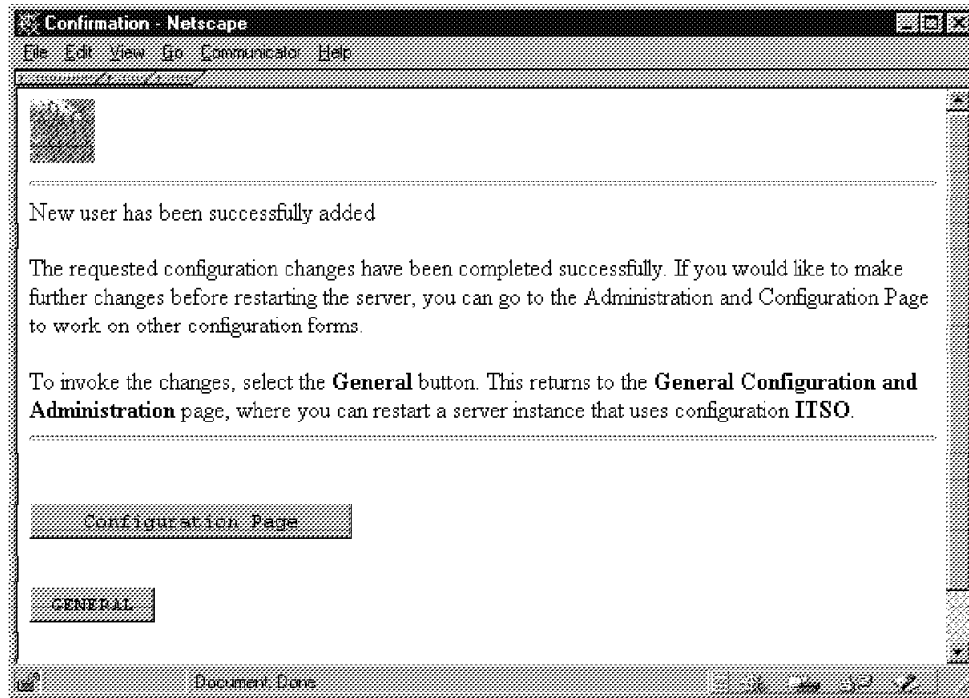 Confirmation - Netscape
File Edit View Go Communicator Help
New user has been successfully added
The requested configuration changes have been completed successfully. If you would like to make
further changes before restarting the server, you can go to the Administration and Configuration Page
to work on other configuration forms.
To invoke the changes, select the General button. This returns to the General Configuration and
Administration page, where you can restart a server instance that uses configuration ITSO.
Configuration Page
GENERAL
Document: Done